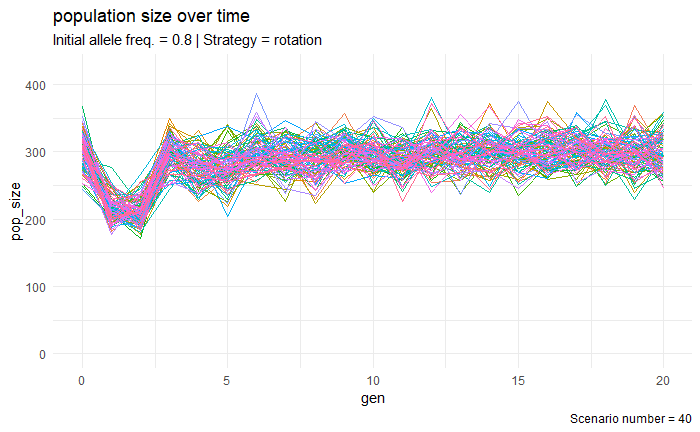 population size over time
Initial allele freq. = 0.8 | Strategy = rotation
400
300
200
100
0
pop_size
0 5 10 15 20
gen
Scenario number = 40